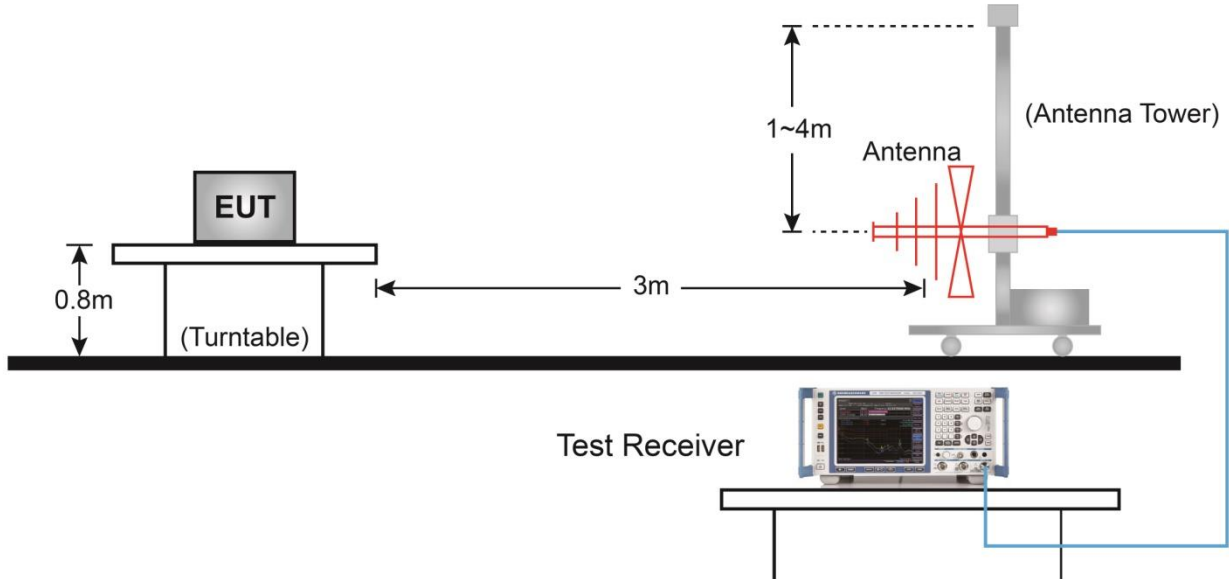 1~4m
(Antenna Tower)
Antenna
EUT
0.8m
3m
(Turntable)
Test Receiver